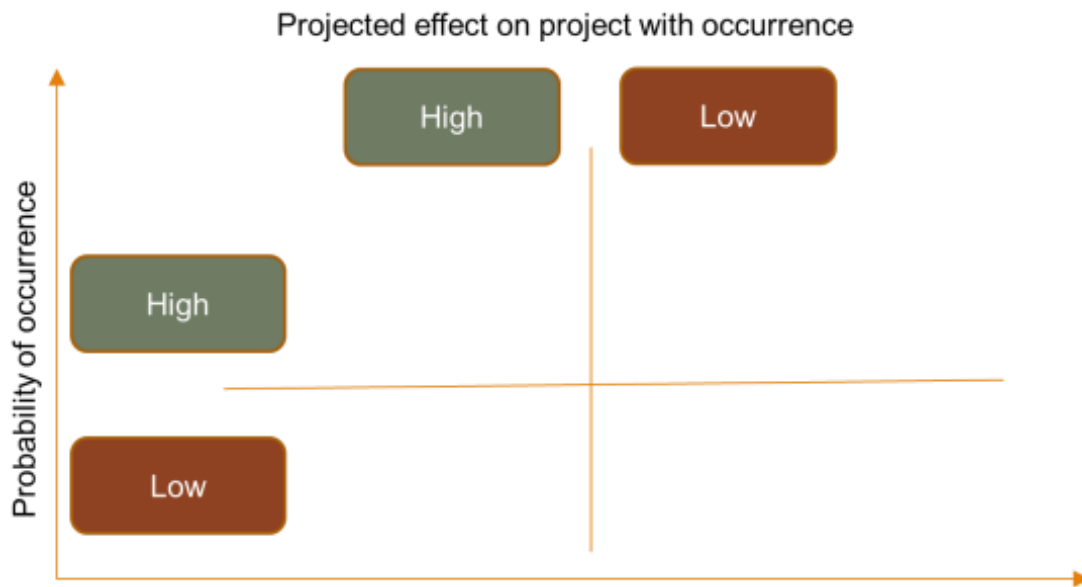 Projected effect on project with occurrence
High
Low
Probability of occurrence
High
Low